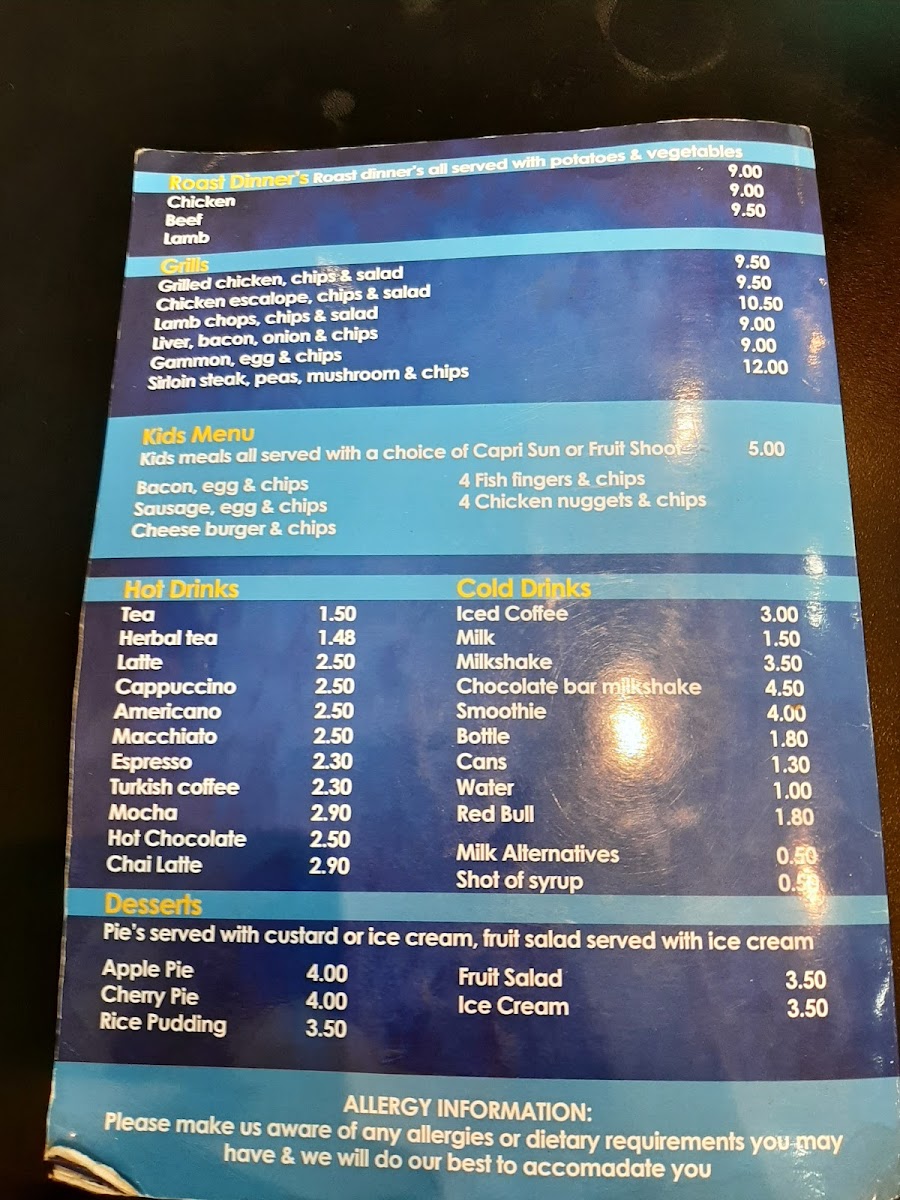 Roast Dinner's Roast dinner's all served with potatoes & vegetables
Chicken 9.00
Beef 9.00
Lamb 9.50
Grills
Grilled chicken, chips & salad 9.50
Chicken escalope, chips & salad 9.50
Lamb chops, chips & salad 10.50
Liver, bacon, onion & chips 9.00
Gammon, egg & chips 9.00
Sirloin steak, peas, mushroom & chips 12.00
Kids Menu
Kids meals all served with a choice of Capri Sun or Fruit Shoot 5.00
Bacon, egg & chips
Sausage, egg & chips
Cheese burger & chips
4 Fish fingers & chips
4 Chicken nuggets & chips
Hot Drinks
Tea 1.50
Herbal tea 1.48
Latte 2.50
Cappuccino 2.50
Americano 2.50
Macchiato 2.50
Espresso 2.30
Turkish coffee 2.30
Mocha 2.90
Hot Chocolate 2.50
Chai Latte 2.90
Cold Drinks
Iced Coffee 3.00
Milk 1.50
Milkshake 3.50
Chocolate bar milkshake 4.50
Smoothie 4.00
Bottle 1.80
Cans 1.30
Water 1.00
Red Bull 1.80
Milk Alternatives 0.50
Shot of syrup 0.50
Desserts
Pie's served with custard or ice cream, fruit salad served with ice cream
Apple Pie 4.00
Cherry Pie 4.00
Rice Pudding 3.50
Fruit Salad 3.50
Ice Cream 3.50
ALLERGY INFORMATION:
Please make us aware of any allergies or dietary requirements you may
have & we will do our best to accomadate you